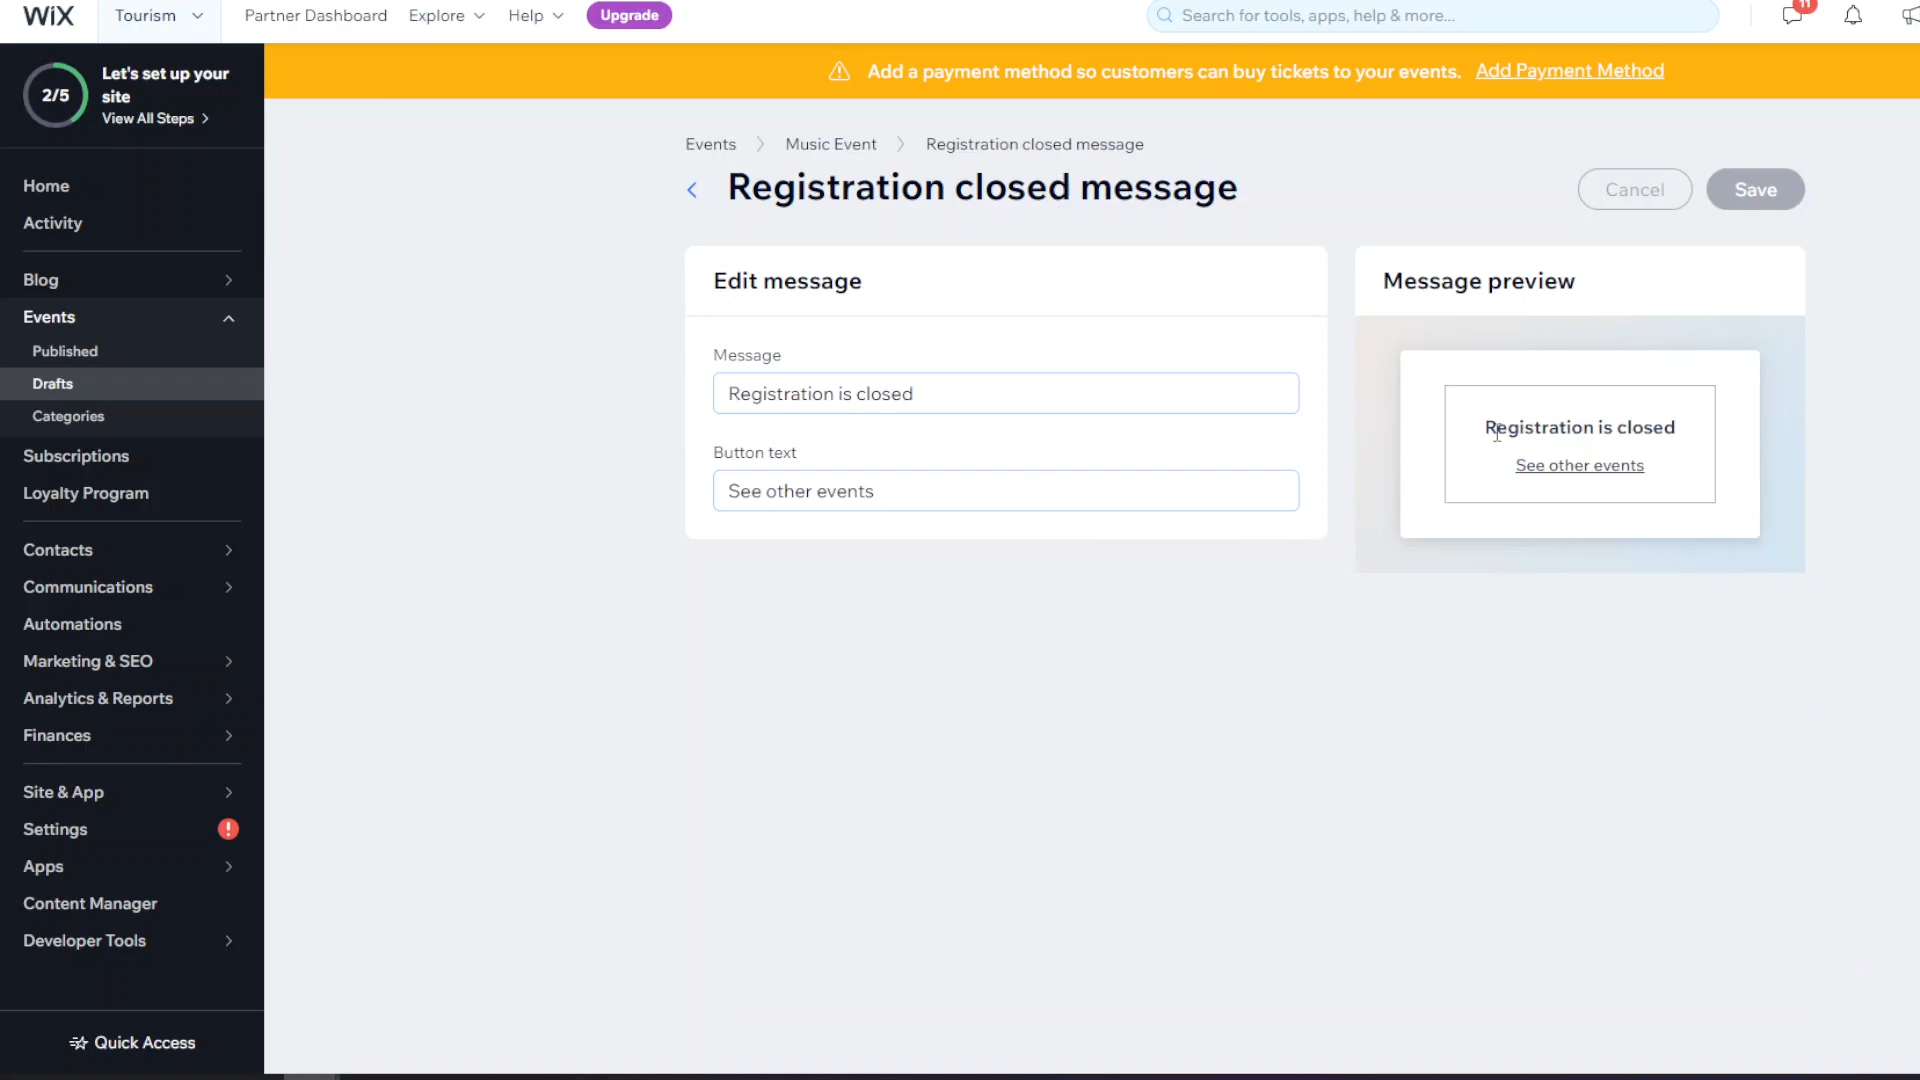 WiX
Tourism
Partner Dashboard
Explore
Help
Upgrade
Search for tools, apps, help & more...
11
2/5
Let's set up your
site
View All Steps
Add a payment method so customers can buy tickets to your events. Add Payment Method
Home
Activity
Blog
Events
Published
Drafts
Categories
Subscriptions
Loyalty Program
Contacts
Communications
Automations
Marketing & SEO
Analytics & Reports
Finances
Site & App
Settings
!
Apps
Content Manager
Developer Tools
Quick Access
Events > Music Event > Registration closed message
Registration closed message
Cancel
Save
Edit message
Message
Registration is closed
Button text
See other events
Message preview
Registration is closed
See other events